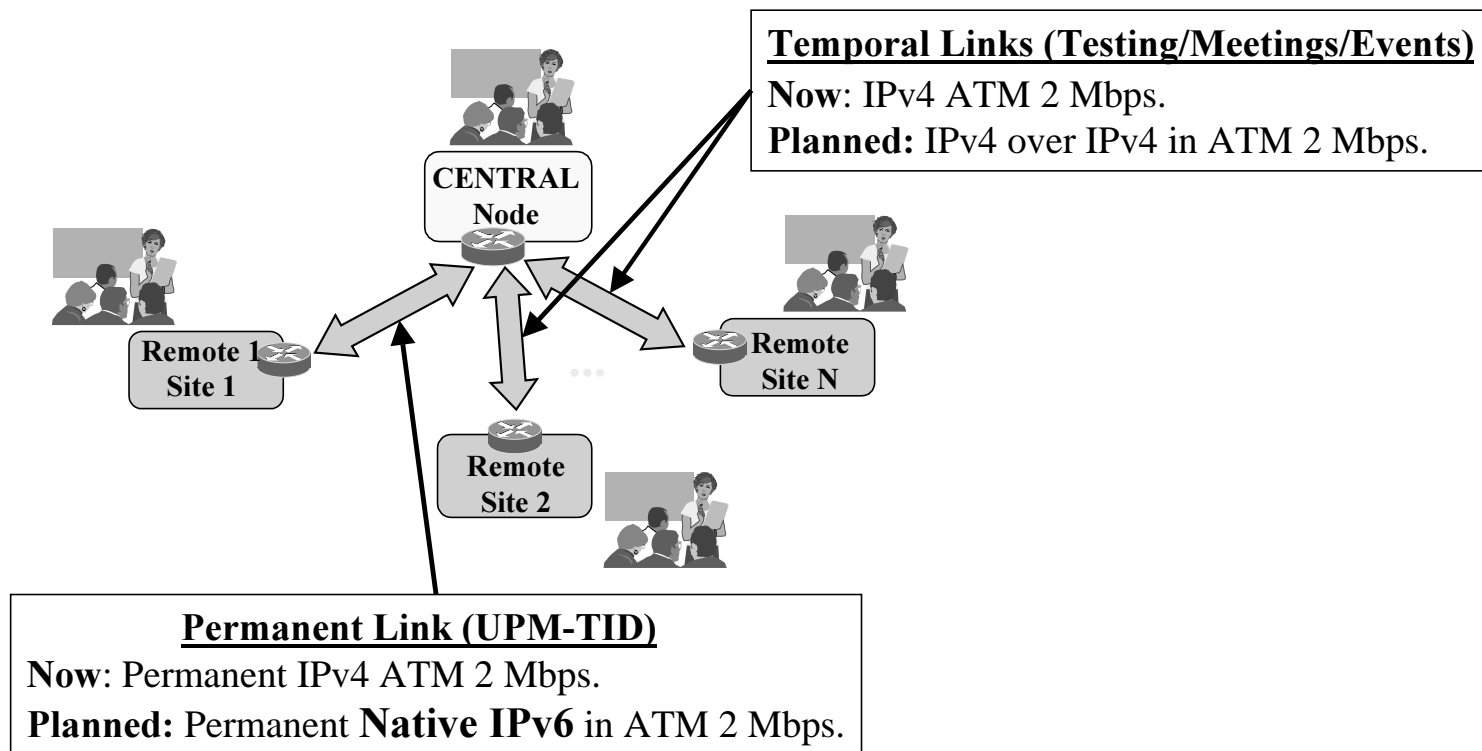 Temporal Links (Testing/Meetings/Events)
Now: IPv4 ATM 2 Mbps.
Planned: IPv4 over IPv4 in ATM 2 Mbps.
CENTRAL
Node
Remote 1
Site 1
...
Remote
Site N
Remote
Site 2
Permanent Link (UPM-TID)
Now: Permanent IPv4 ATM 2 Mbps.
Planned: Permanent Native IPv6 in ATM 2 Mbps.